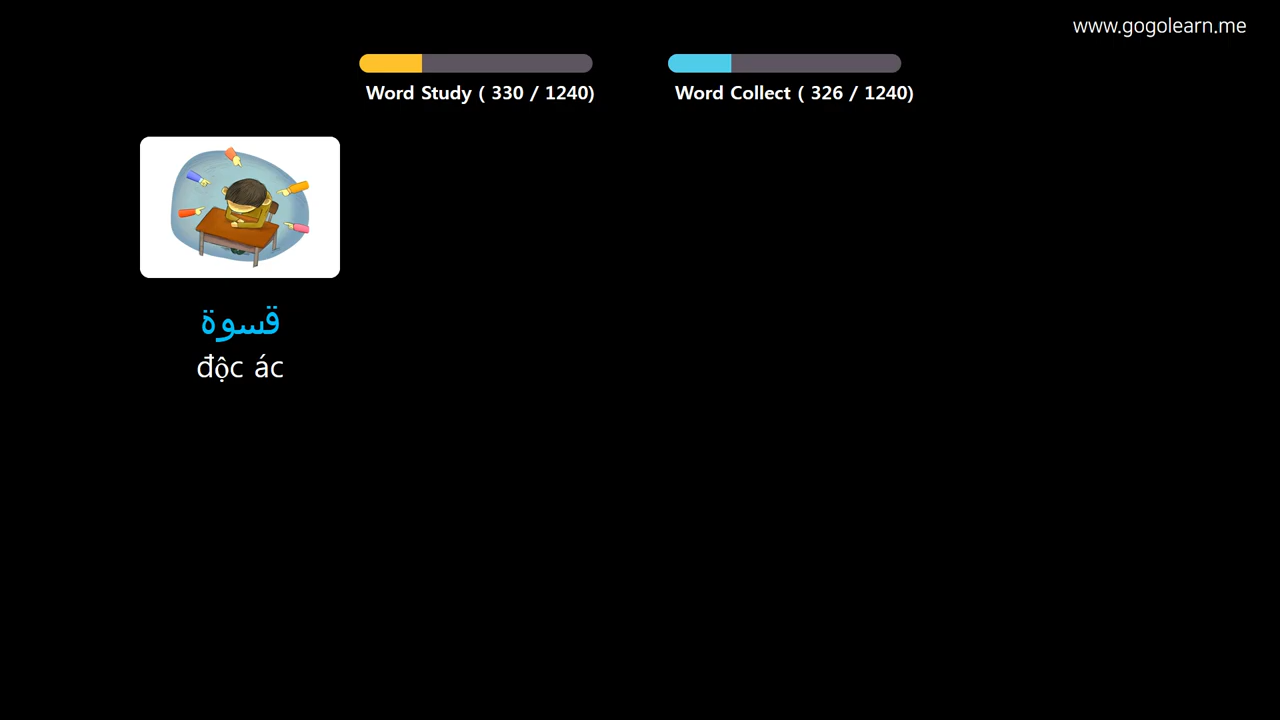 www.gogolearn.me
Word Study ( 330 / 1240)
Word Collect ( 326 / 1240)
قسوة
độc ác